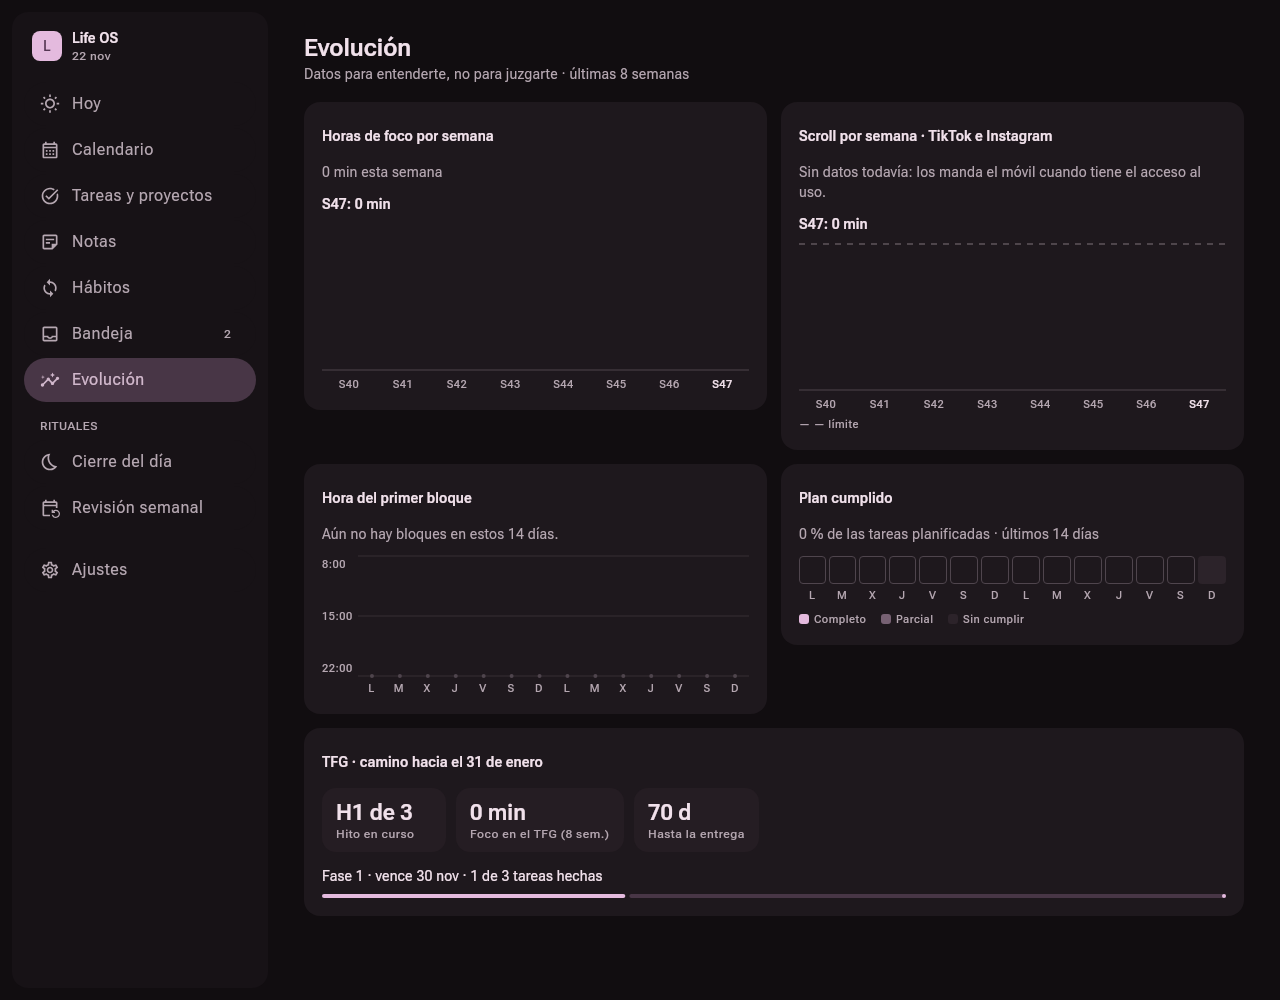 L
Life OS
22 nov
Hoy
Calendario
Tareas y proyectos
Notas
Hábitos
Bandeja 2
Evolución
RITUALES
Cierre del día
Revisión semanal
Ajustes
Evolución
Datos para entenderte, no para juzgarte · últimas 8 semanas
Horas de foco por semana
0 min esta semana
S47: 0 min
S40 S41 S42 S43 S44 S45 S46 S47
Scroll por semana · TikTok e Instagram
Sin datos todavía: los manda el móvil cuando tiene el acceso al
uso.
S47: 0 min
S40 S41 S42 S43 S44 S45 S46 S47
— — límite
Hora del primer bloque
Aún no hay bloques en estos 14 días.
8:00
15:00
22:00
L M X J V S D L M X J V S D
Plan cumplido
0 % de las tareas planificadas · últimos 14 días
L M X J V S D L M X J V S D
Completo Parcial Sin cumplir
TFG · camino hacia el 31 de enero
H1 de 3
Hito en curso
0 min
Foco en el TFG (8 sem.)
70 d
Hasta la entrega
Fase 1 · vence 30 nov · 1 de 3 tareas hechas